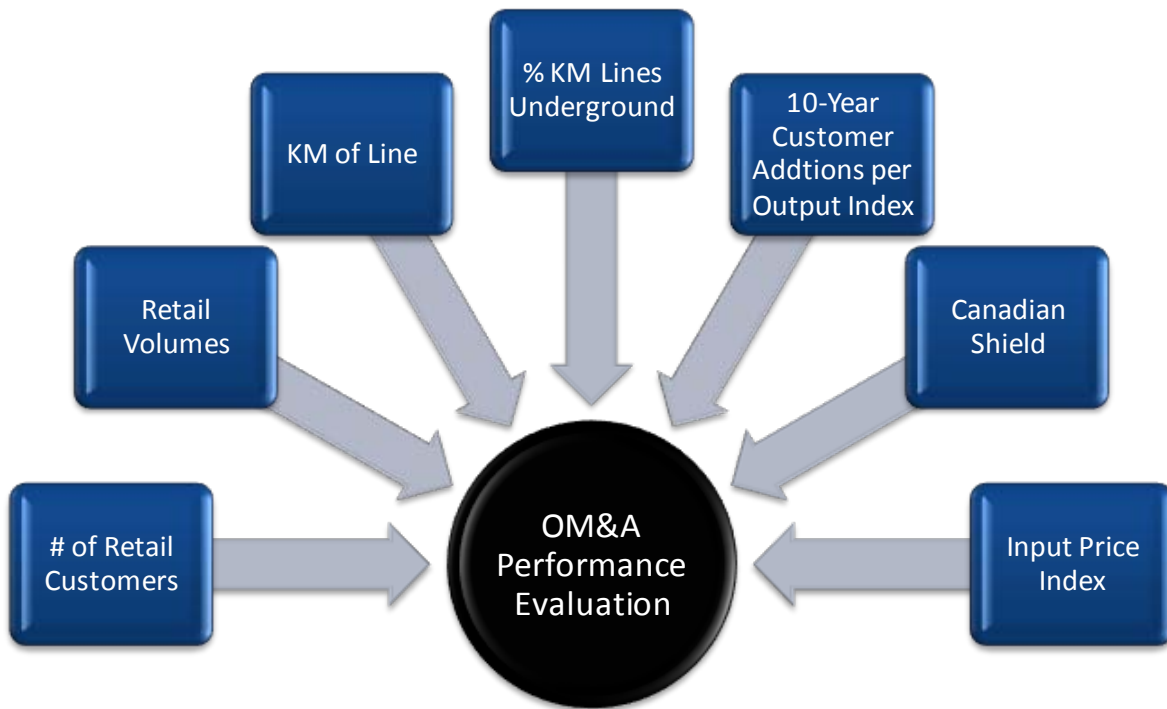 % KM Lines
Underground
KM of Line
10-Year
Customer
Addtions per
Output Index
Retail
Volumes
Canadian
Shield
# of Retail
Customers
OM&A
Performance
Evaluation
Input Price
Index